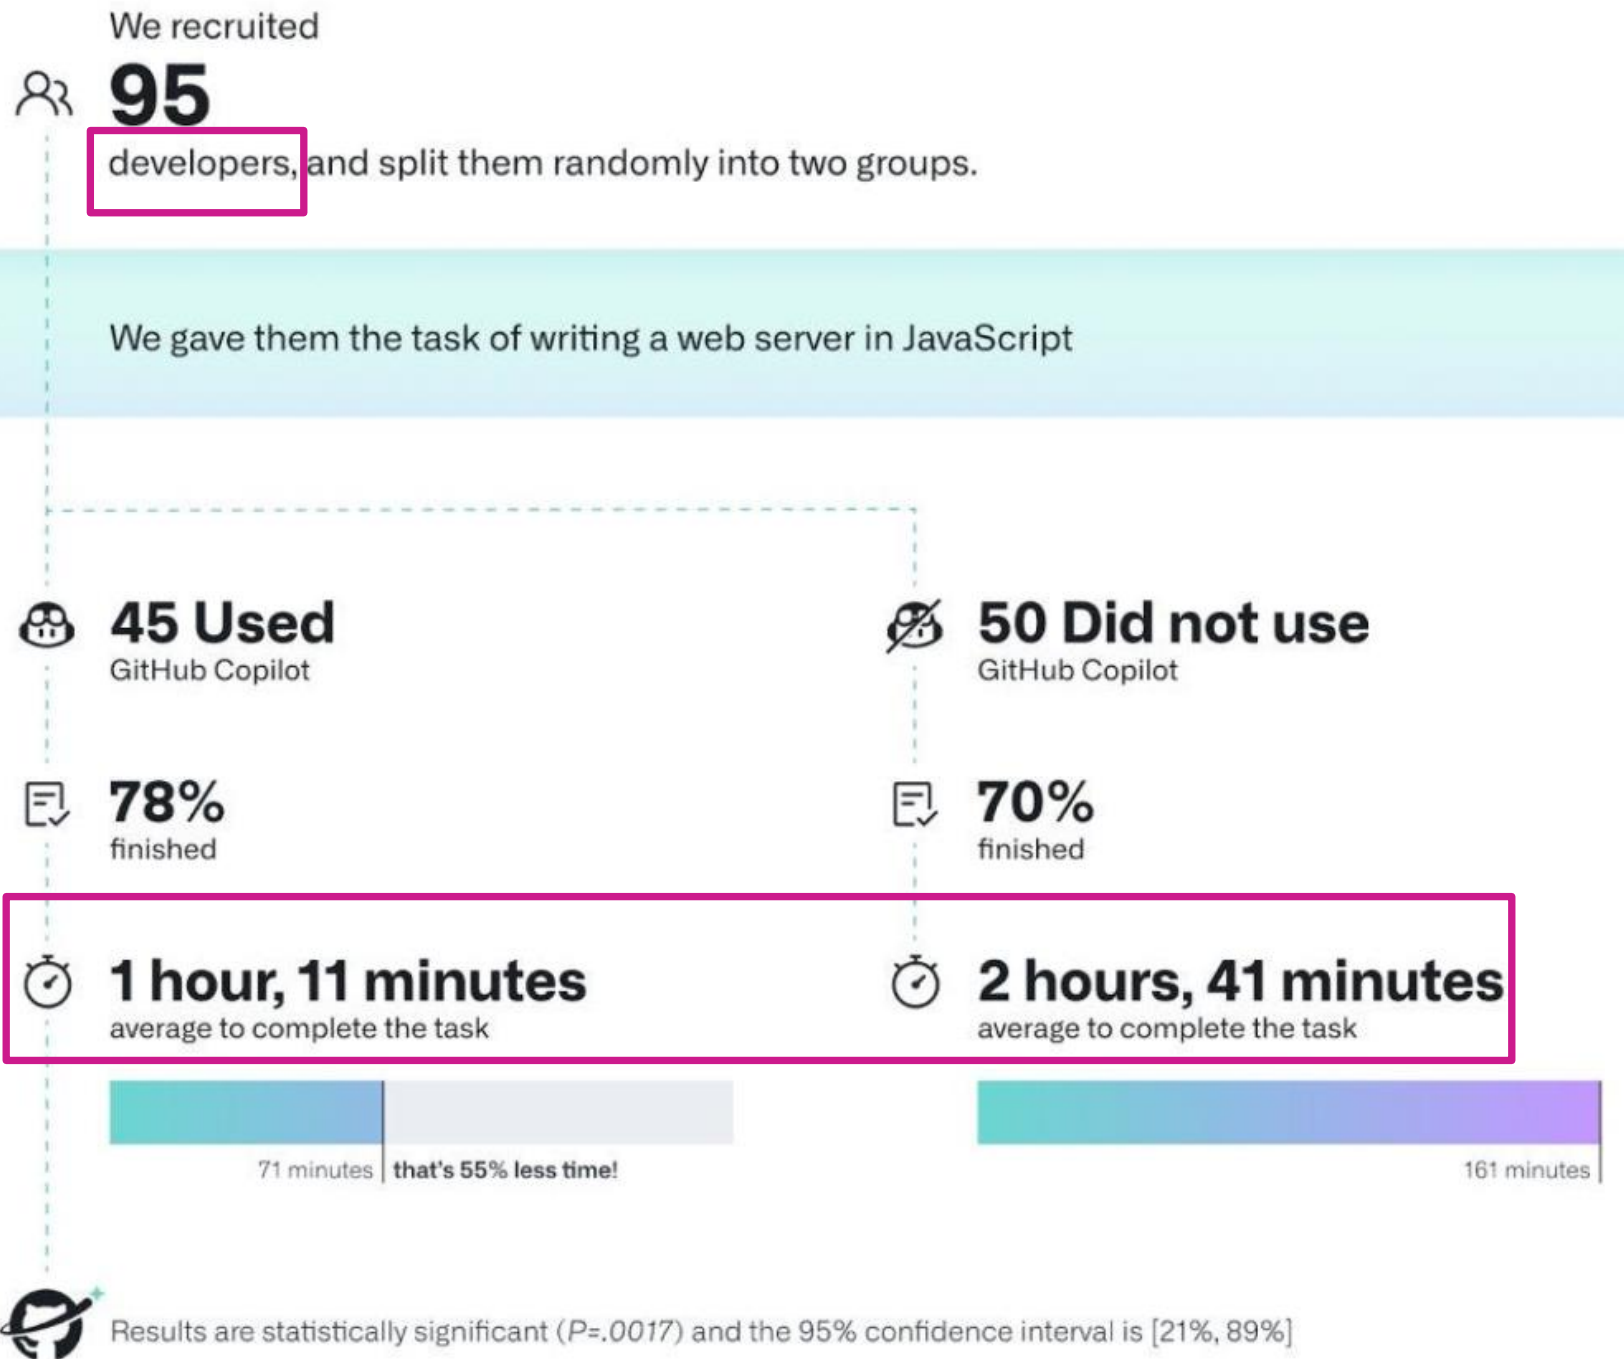 We recruited
95
developers, and split them randomly into two groups.
We gave them the task of writing a web server in JavaScript
45 Used
GitHub Copilot
50 Did not use
GitHub Copilot
78%
finished
70%
finished
1 hour, 11 minutes
average to complete the task
2 hours, 41 minutes
average to complete the task
71 minutes
that's 55% less time!
161 minutes
Results are statistically significant (P=.0017) and the 95% confidence interval is [21%, 89%]